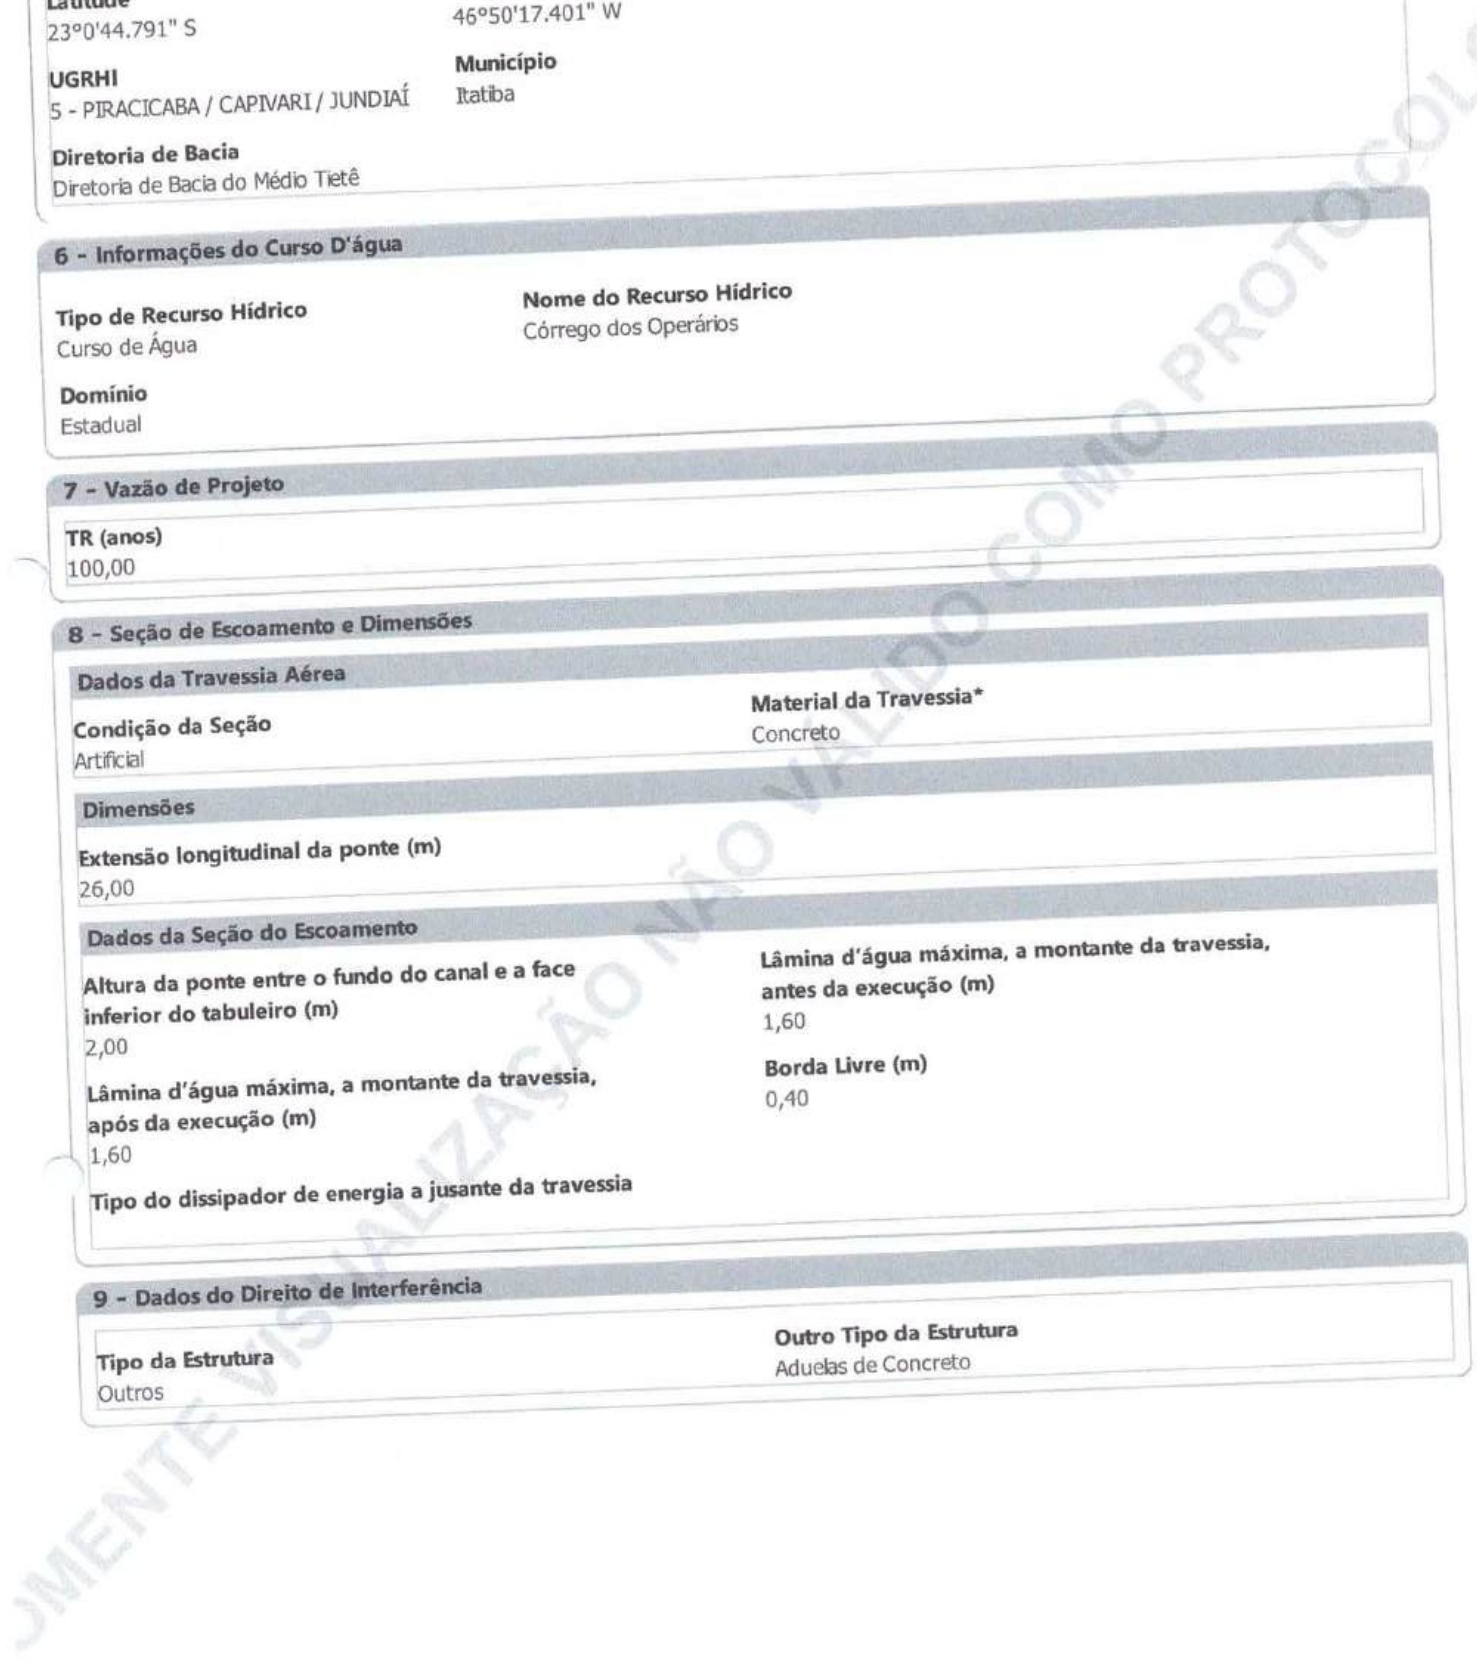 Latitude
23º0'44.791" S
46º50'17.401" W
UGRHI
5 - PIRACICABA / CAPIVARI / JUNDIAÍ
Município
Itatiba
Diretoria de Bacia
Diretoria de Bacia do Médio Tietê
6 - Informações do Curso D'água
Tipo de Recurso Hídrico
Curso de Água
Nome do Recurso Hídrico
Córrego dos Operários
Domínio
Estadual
7 - Vazão de Projeto
TR (anos)
100,00
8 - Seção de Escoamento e Dimensões
Dados da Travessia Aérea
Condição da Seção
Artificial
Material da Travessia*
Concreto
Dimensões
Extensão longitudinal da ponte (m)
26,00
Dados da Seção do Escoamento
Altura da ponte entre o fundo do canal e a face
inferior do tabuleiro (m)
2,00
Lâmina d'água máxima, a montante da travessia,
antes da execução (m)
1,60
Lâmina d'água máxima, a montante da travessia,
após da execução (m)
1,60
Borda Livre (m)
0,40
Tipo do dissipador de energia a jusante da travessia
9 - Dados do Direito de Interferência
Tipo da Estrutura
Outros
Outro Tipo da Estrutura
Aduelas de Concreto
VISUALIZAÇÃO NÃO VÁLIDO COMO